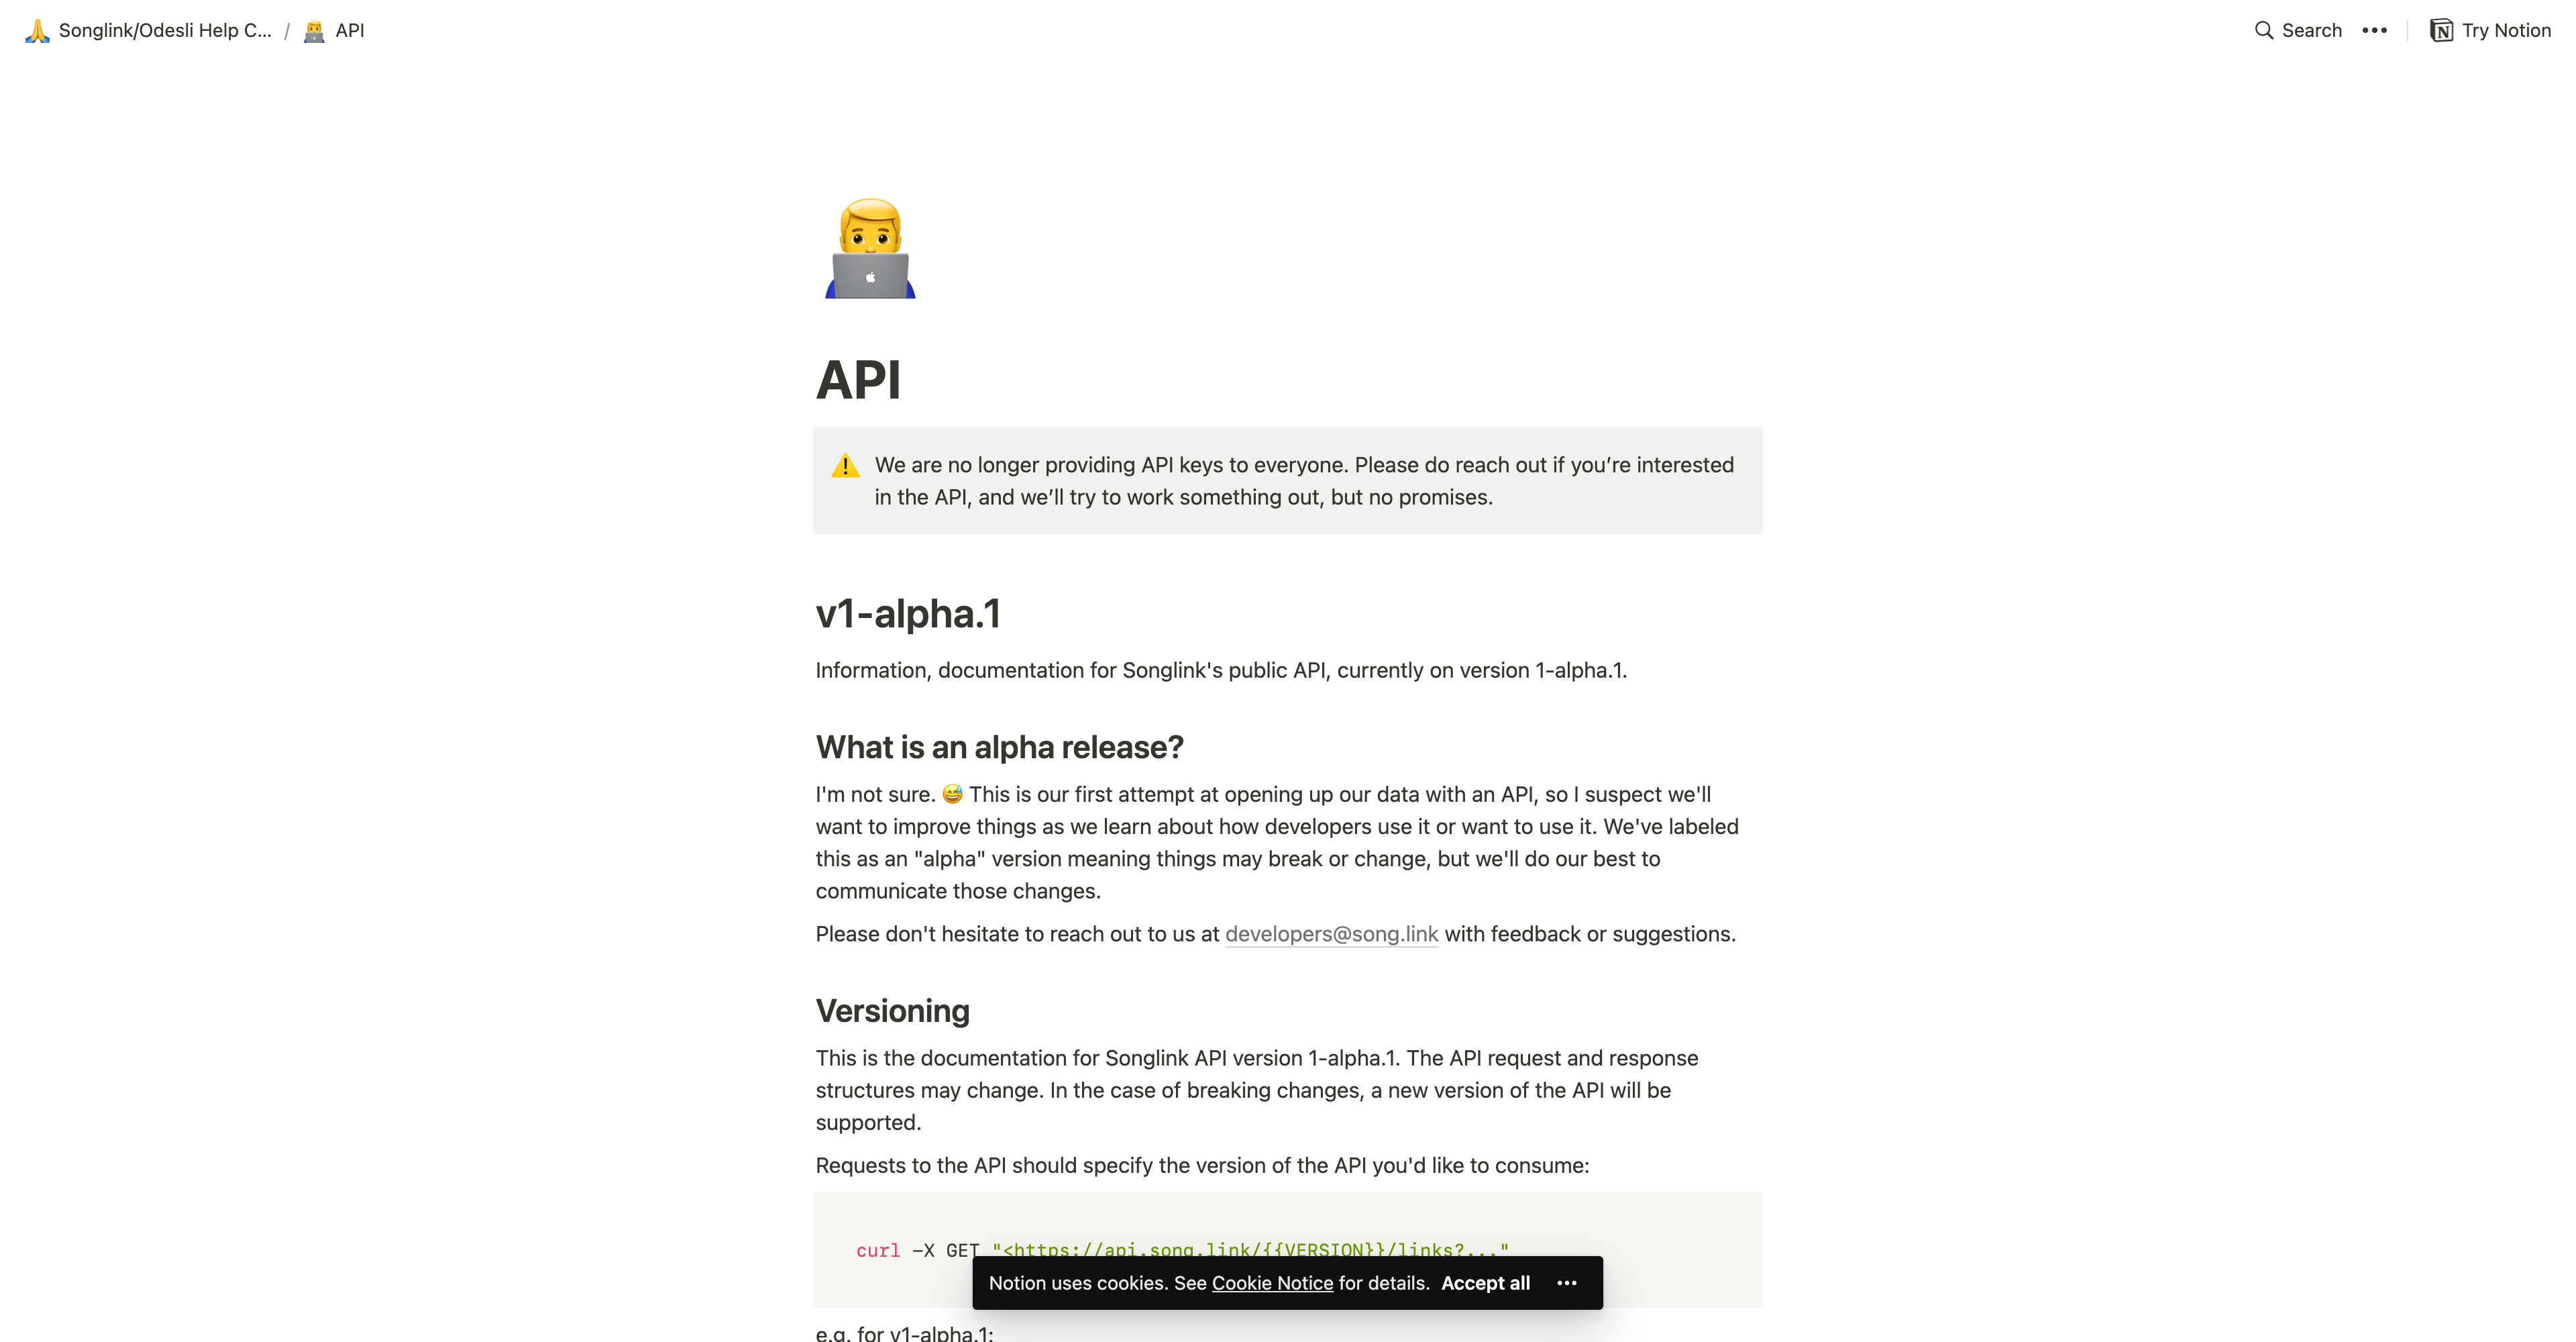 Songlink/Odesli Help C... / API
Search ••• Try Notion
API
We are no longer providing API keys to everyone. Please do reach out if you’re interested
in the API, and we’ll try to work something out, but no promises.
v1-alpha.1
Information, documentation for Songlink's public API, currently on version 1-alpha.1.
What is an alpha release?
I'm not sure. 😅 This is our first attempt at opening up our data with an API, so I suspect we'll
want to improve things as we learn about how developers use it or want to use it. We've labeled
this as an "alpha" version meaning things may break or change, but we'll do our best to
communicate those changes.
Please don't hesitate to reach out to us at developers@song.link with feedback or suggestions.
Versioning
This is the documentation for Songlink API version 1-alpha.1. The API request and response
structures may change. In the case of breaking changes, a new version of the API will be
supported.
Requests to the API should specify the version of the API you'd like to consume:
curl -X GET "<https://api.song.link/{{VERSION}}/links?..."
Notion uses cookies. See Cookie Notice for details. Accept all •••
e.g. for v1-alpha.1: